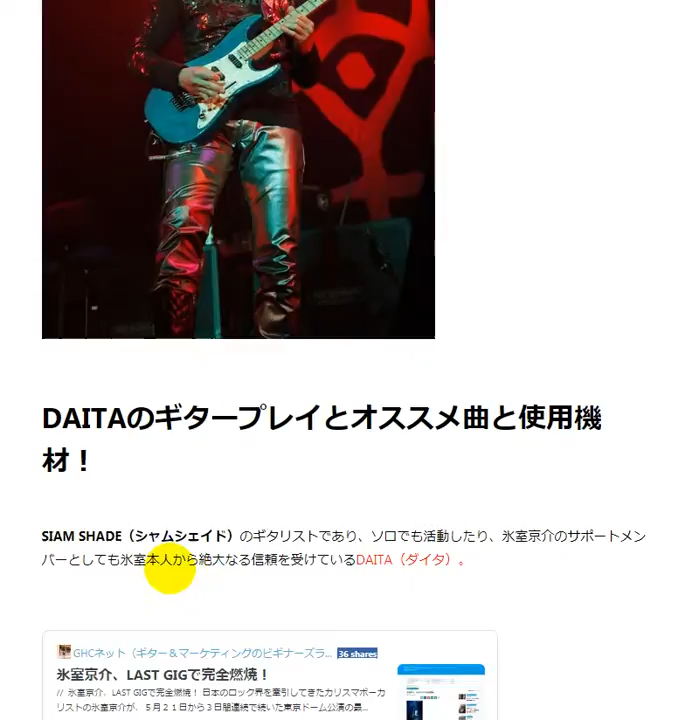 DAITAのギタープレイとオススメ曲と使用機
材！
SIAM SHADE（シャムシェイド）のギタリストであり、ソロでも活動したり、氷室京介のサポートメン
バーとしても氷室本人から絶大なる信頼を受けているDAITA（ダイタ）。
GHCネット（ギター＆マーケティングのビギナーズラ... 36 shares
氷室京介、LAST GIGで完全燃焼！
// 氷室京介、LAST GIGで完全燃焼！ 日本のロック界を牽引してきたカリスマボーカ
リストの氷室京介が、５月２１日から３日間連続で続いた東京ドーム公演の最...